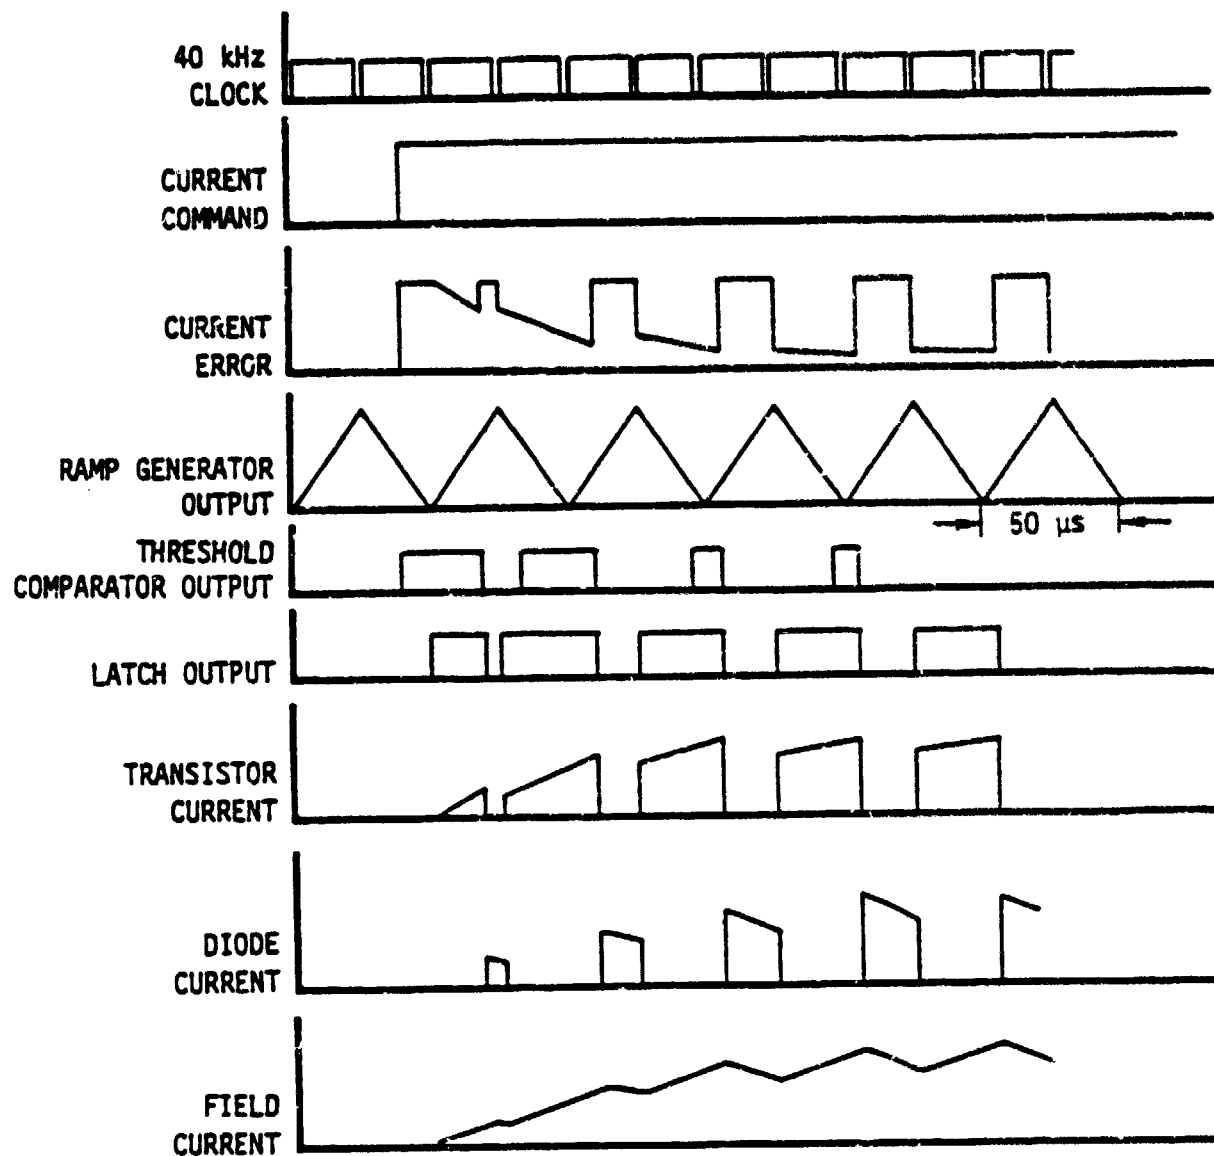 40 kHz
CLOCK
CURRENT
COMMAND
CURRENT
ERROR
RAMP GENERATOR
OUTPUT
50 μs
THRESHOLD
COMPARATOR OUTPUT
LATCH OUTPUT
TRANSISTOR
CURRENT
DIODE
CURRENT
FIELD
CURRENT